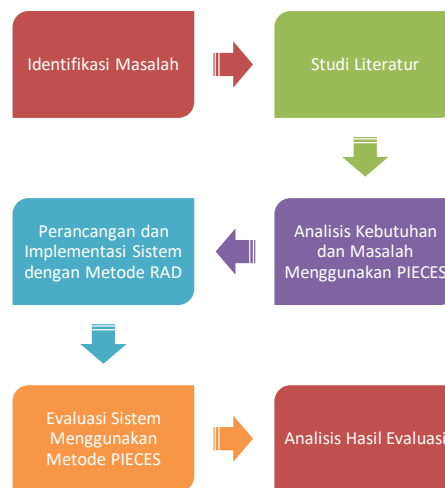 Identifikasi Masalah
Studi Literatur
Analisis Kebutuhan
dan Masalah
Menggunakan PIECES
Perancangan dan
Implementasi Sistem
dengan Metode RAD
Evaluasi Sistem
Menggunakan
Metode PIECES
Analisis Hasil Evaluasi